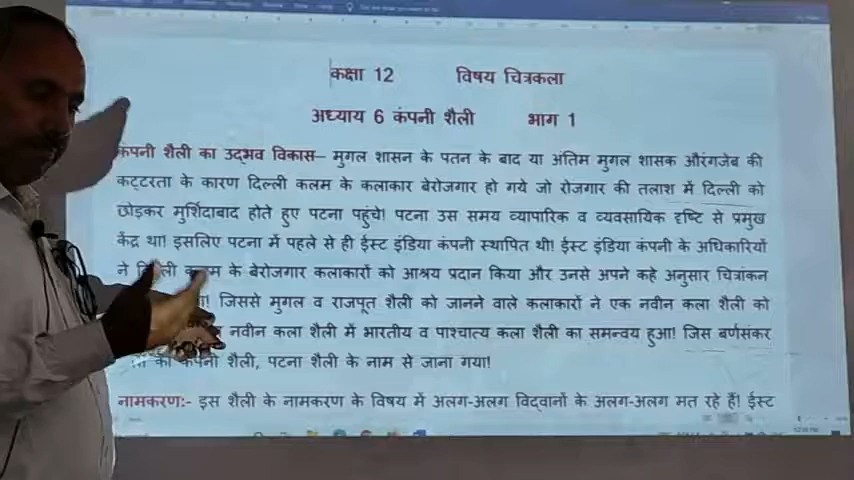 कक्षा 12 विषय चित्रकला
अध्याय 6 कंपनी शैली भाग 1
कंपनी शैली का उद्भव विकास– मुगल शासन के पतन के बाद या अंतिम मुगल शासक औरंगजेब की
कट्टरता के कारण दिल्ली कलम के कलाकार बेरोजगार हो गये जो रोजगार की तलाश में दिल्ली को
छोड़कर मुर्शिदाबाद होते हुए पटना पहुंचे! पटना उस समय व्यापारिक व व्यवसायिक दृष्टि से प्रमुख
केंद्र था! इसलिए पटना में पहले से ही ईस्ट इंडिया कंपनी स्थापित थी! ईस्ट इंडिया कंपनी के अधिकारियों
ने के बेरोजगार कलाकारों को आश्रय प्रदान किया और उनसे अपने कहे अनुसार चित्रांकन
जिससे मुगल व राजपूत शैली को जानने वाले कलाकारों ने एक नवीन कला शैली को
नवीन कला शैली में भारतीय व पाश्चात्य कला शैली का समन्वय हुआ! जिस बर्णसंकर
कंपनी शैली, पटना शैली के नाम से जाना गया!
नामकरण:- इस शैली के नामकरण के विषय में अलग-अलग विद्वानों के अलग-अलग मत रहे हैं! ईस्ट